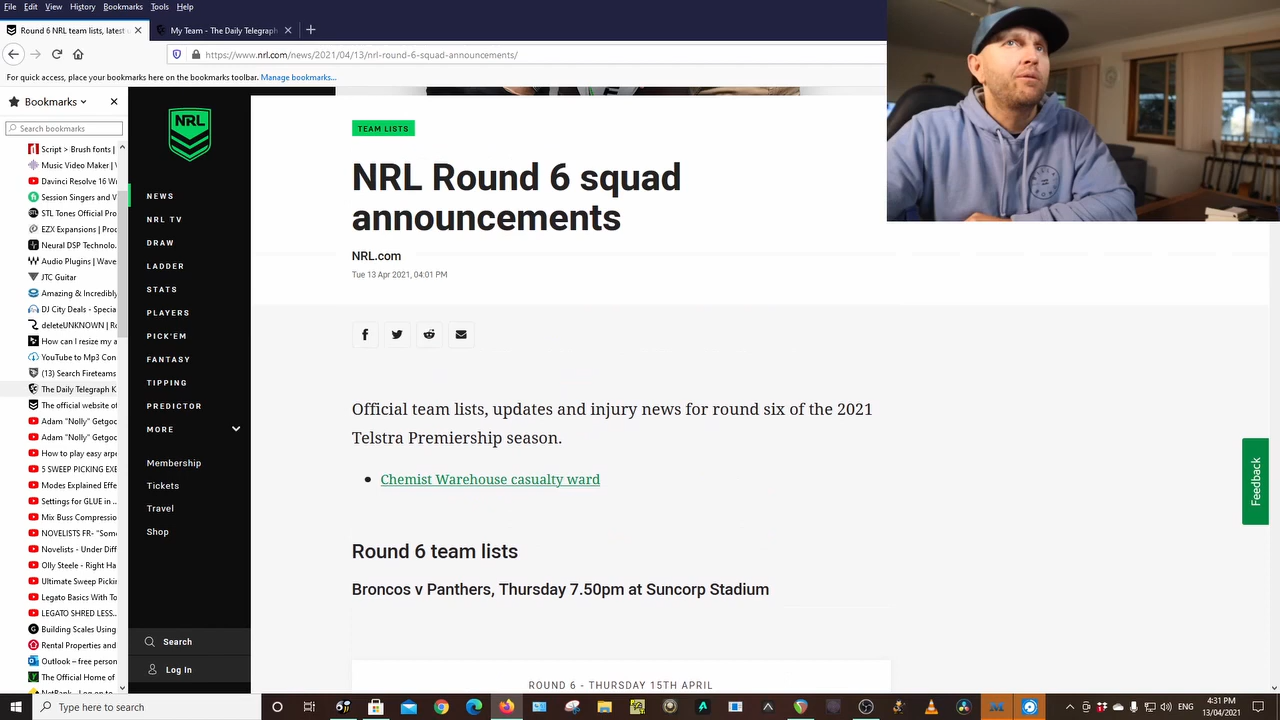 File Edit View History Bookmarks Tools Help
Round 6 NRL team lists, latest
My Team - The Daily Telegraph
https://www.nrl.com/news/2021/04/13/nrl-round-6-squad-announcements/
For quick access, place your bookmarks here on the bookmarks toolbar. Manage bookmarks...
Bookmarks
Search bookmarks
Script > Brush fonts |
Music Video Maker |
Davinci Resolve 16 W
Session Singers and V
STL Tones Official Pro
EZX Expansions | Proc
Neural DSP Technolo
Audio Plugins | Wave
JTC Guitar
Amazing & Incredibly
DJ City Deals - Specia
deleteUNKNOWN | Ro
How can I resize my a
YouTube to Mp3 Con
(13) Search Fireteams
The Daily Telegraph K
The official website of
Adam "Nolly" Getgoo
Adam "Nolly" Getgoo
How to play easy arpe
5 SWEEP PICKING EXE
Modes Explained Effe
Settings for GLUE in ..
Mix Buss Compressio
NOVELISTS FR- "Som
Novelists - Under Diff
Olly Steele - Right Ha
Ultimate Sweep Picki
Legato Basics With To
LEGATO SHRED LESS..
Building Scales Using
Rental Properties and
Outlook – free person
The Official Home of
NetBank - Log on to
NRL
NEWS
NRL TV
DRAW
LADDER
STATS
PLAYERS
PICK'EM
FANTASY
TIPPING
PREDICTOR
MORE
Membership
Tickets
Travel
Shop
Search
Log In
TEAM LISTS
NRL Round 6 squad
announcements
NRL.com
Tue 13 Apr 2021, 04:01 PM
Official team lists, updates and injury news for round six of the 2021
Telstra Premiership season.
Chemist Warehouse casualty ward
Round 6 team lists
Broncos v Panthers, Thursday 7.50pm at Suncorp Stadium
ROUND 6 - THURSDAY 15TH APRIL
Feedback
Type here to search
ENG
4:31 PM
13/04/2021